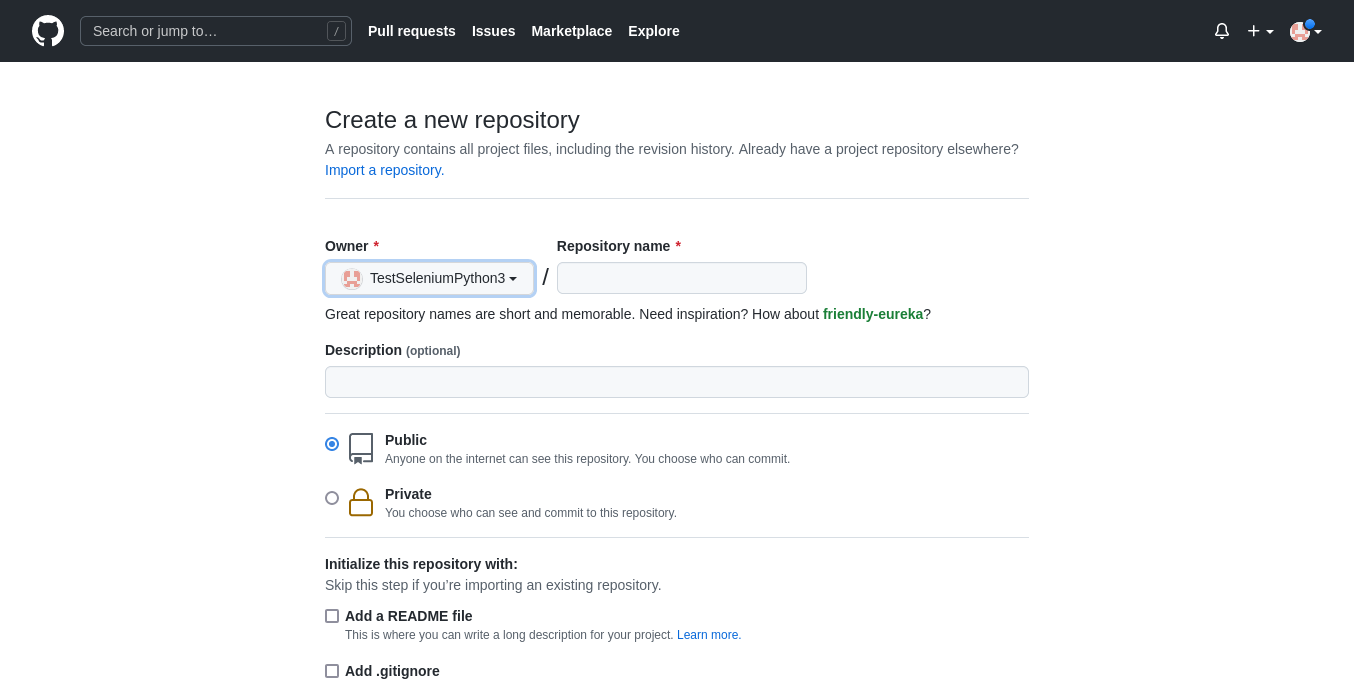 Search or jump to…
/
Pull requests
Issues
Marketplace
Explore
Create a new repository
A repository contains all project files, including the revision history. Already have a project repository elsewhere?
Import a repository.
Owner *
Repository name *
TestSeleniumPython3
/
Great repository names are short and memorable. Need inspiration? How about friendly-eureka?
Description (optional)
Public
Anyone on the internet can see this repository. You choose who can commit.
Private
You choose who can see and commit to this repository.
Initialize this repository with:
Skip this step if you’re importing an existing repository.
Add a README file
This is where you can write a long description for your project. Learn more.
Add .gitignore